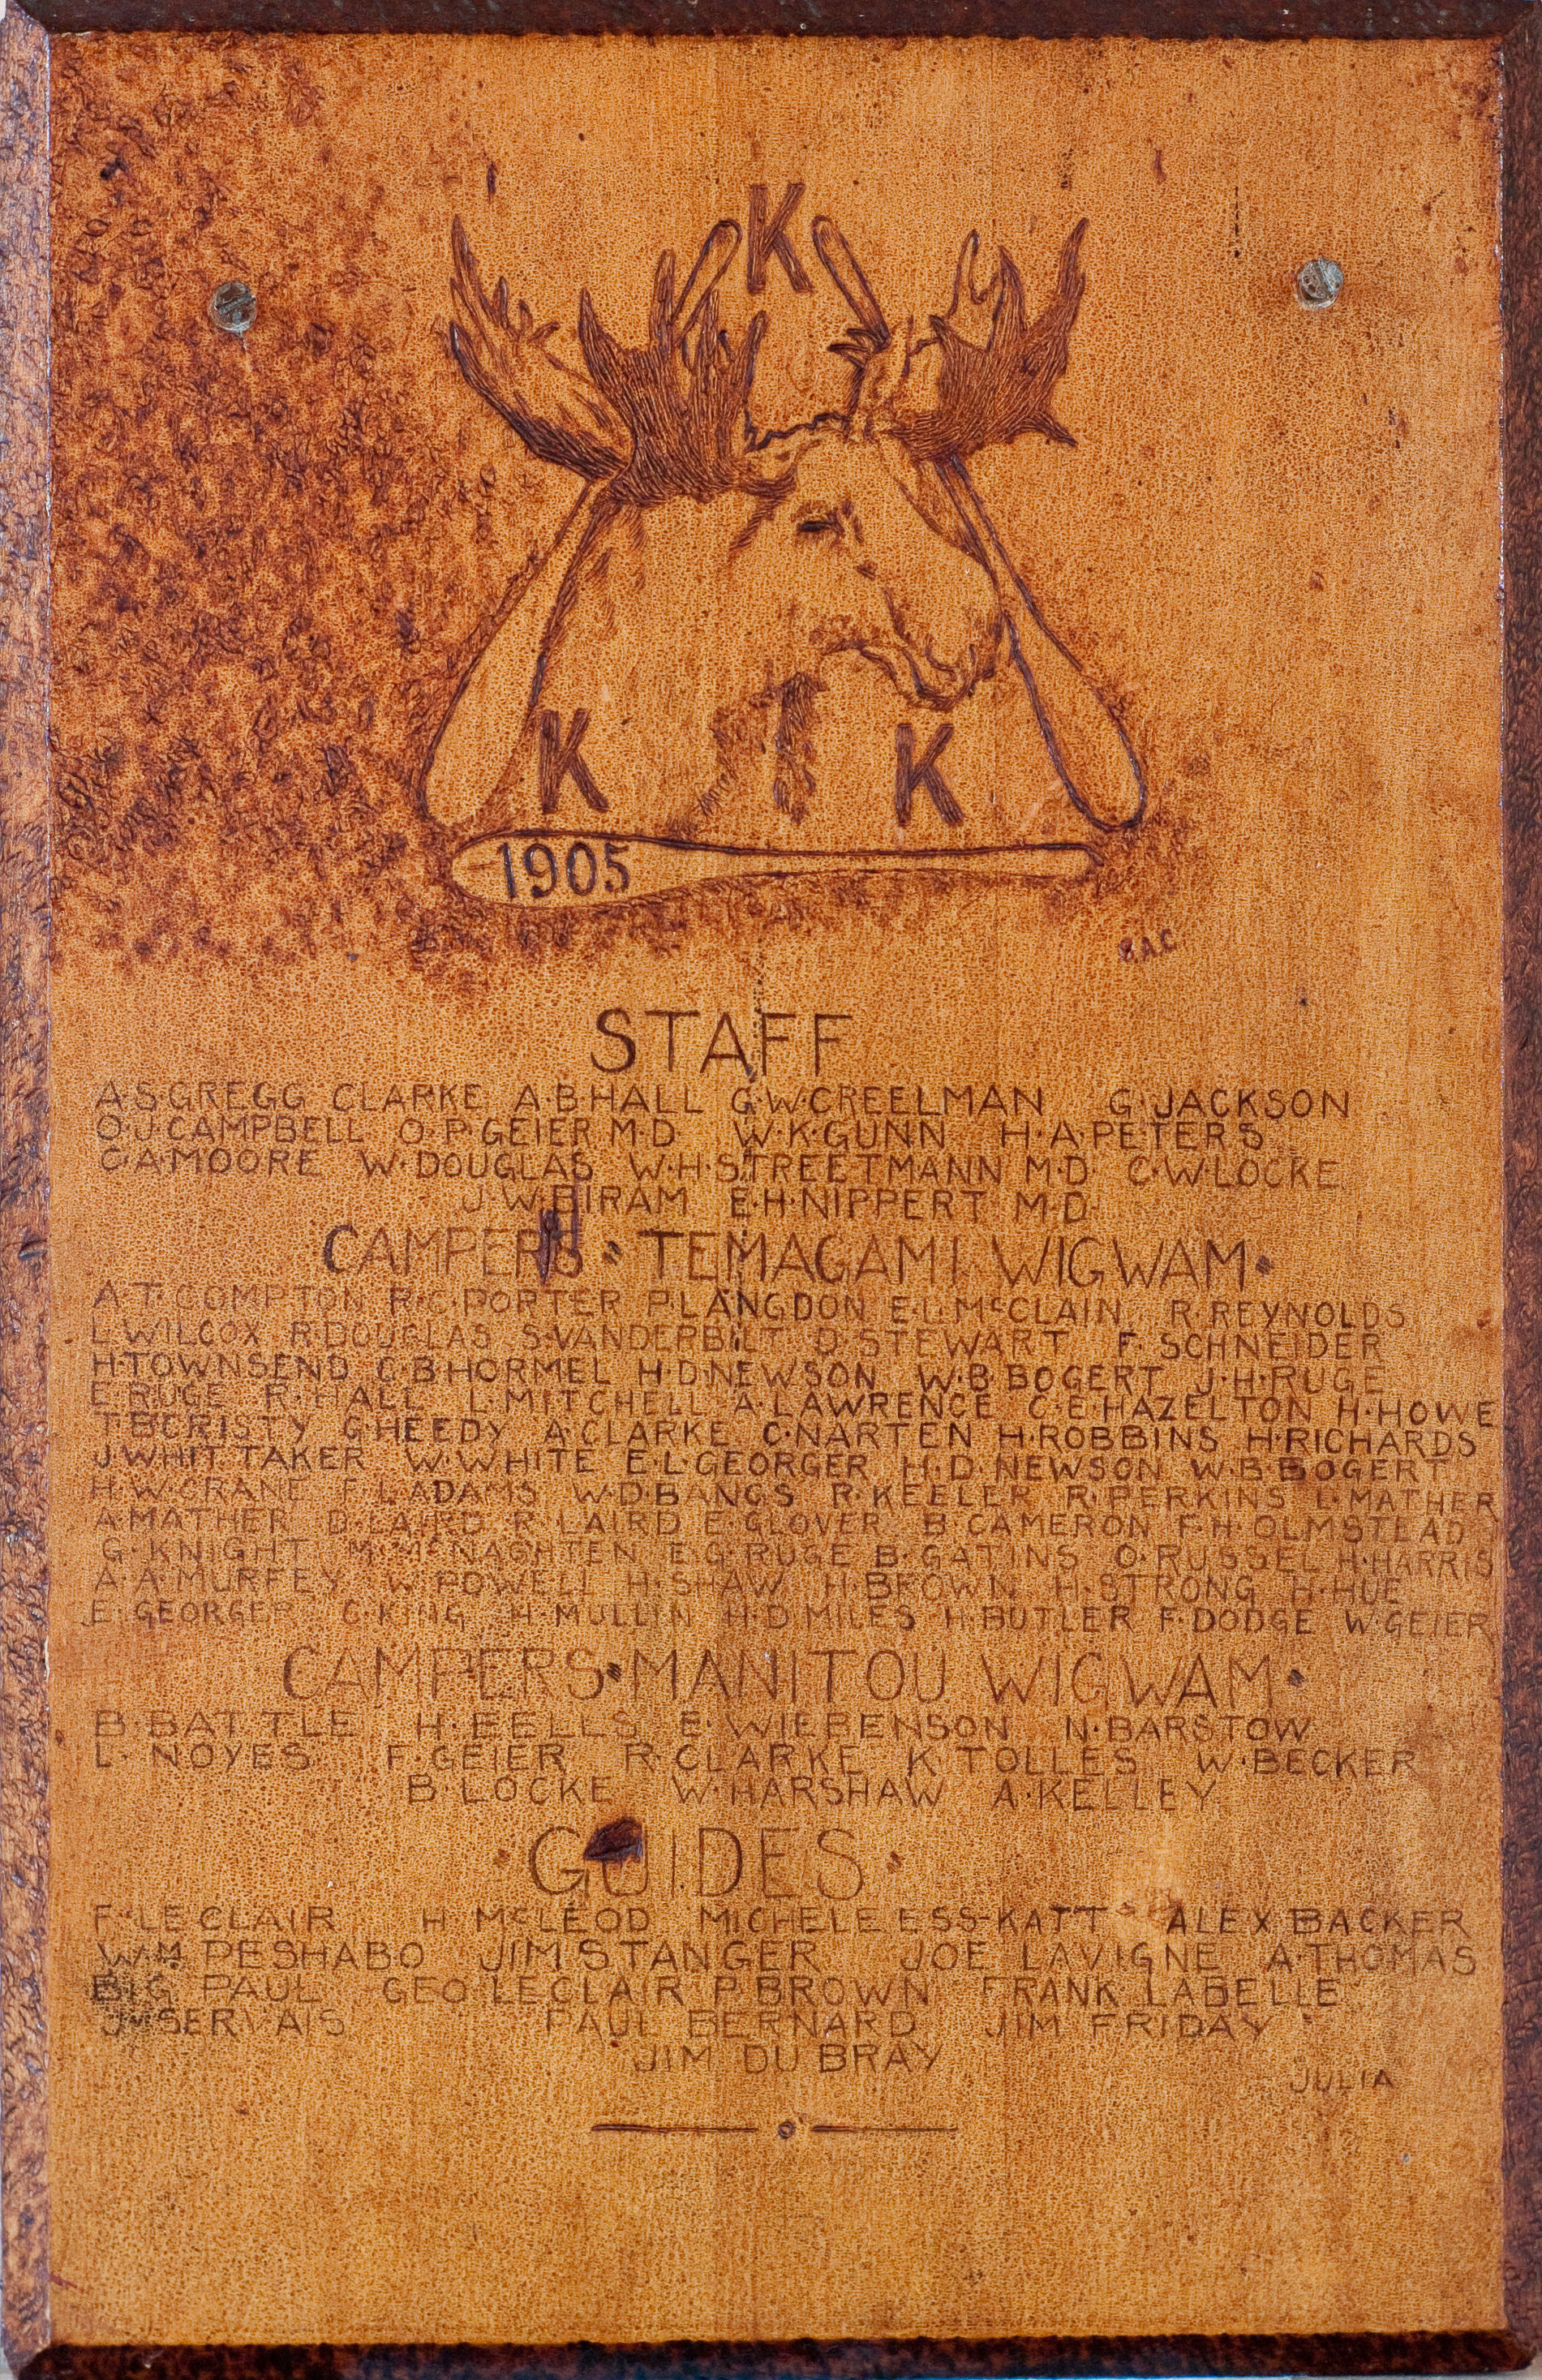 K
K K
1905
B.A.C
STAFF
A·S GREGG CLARKE A·B HALL G·W·CREELMAN G·JACKSON
O·J·CAMPBELL O·P·GEIER M·D W·K·GUNN H·A·PETERS
C·A·MOORE W·DOUGLAS W·H·STREETMANN M·D· C·W·LOCKE
J·W·BIRAM E·H·NIPPERT M·D·
CAMPERS·TEMAGAMI·WIGWAM·
A·T·COMPTON R·C·PORTER P·LANGDON E·L·McCLAIN R·REYNOLDS
L·WILCOX R·DOUGLAS S·VANDERBILT D·STEWART F·SCHNEIDER
H·TOWNSEND C·B·HORMEL H·D·NEWSON W·B·BOGERT J·H·RUGE
E·RUGE R·HALL L·MITCHELL A·LAWRENCE C·E·HAZELTON H·HOWE
T·B·CRISTY G·HEEDY A·CLARKE C·NARTEN H·ROBBINS H·RICHARDS
J·WHITTAKER W·WHITE E·L·GEORGER H·D·NEWSON W·B·BOGERT
H·W·CRANE F·L·ADAMS W·D·BANGS R·KEELER R·PERKINS L·MATHER
A·MATHER D·LAIRD R·LAIRD E·GLOVER B·CAMERON F·H·OLMSTEAD
G·KNIGHT M·McNAGHTEN E·G·RUGE B·GATINS O·RUSSEL H·HARRIS
A·A·MURFEY W·POWELL H·SHAW H·BROWN H·STRONG H·HUE
E·GEORGER C·KING H·MULLIN H·D·MILES H·BUTLER F·DODGE W·GEIER
CAMPERS·MANITOU WIGWAM·
B·BATTLE H·EELLS E·WIEPENSON N·BARSTOW
L·NOYES F·GEIER R·CLARKE K·TOLLES W·BECKER
B·LOCKE W·HARSHAW A·KELLEY
·GUIDES·
F·LE CLAIR H McLEOD MICHELE ESS-KATT ALEX BACKER
WM PESHABO JIM STANGER JOE LAVIGNE A·THOMAS
BIG PAUL GEO LECLAIR P·BROWN FRANK LABELLE
SERVAIS PAUL BERNARD JIM FRIDAY
JIM DU BRAY
JULIA